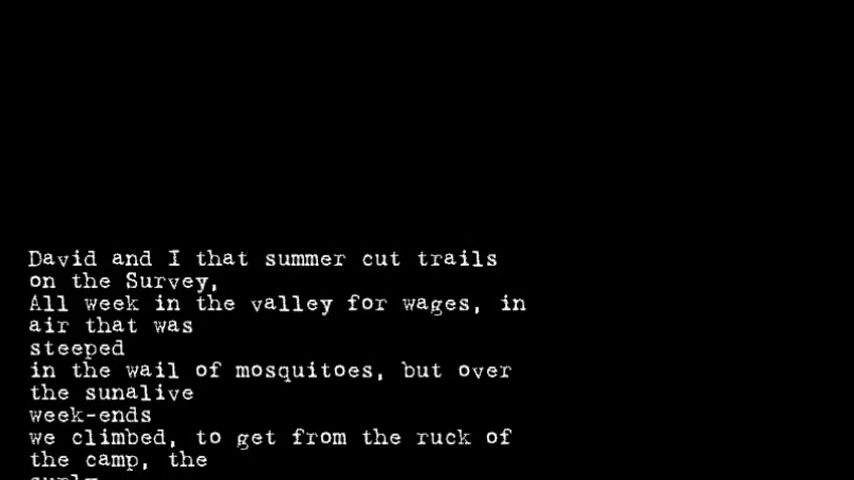 David and I that summer cut trails
on the Survey,
All week in the valley for wages, in
air that was
steeped
in the wail of mosquitoes, but over
the sunalive
week-ends
we climbed, to get from the ruck of
the camp, the